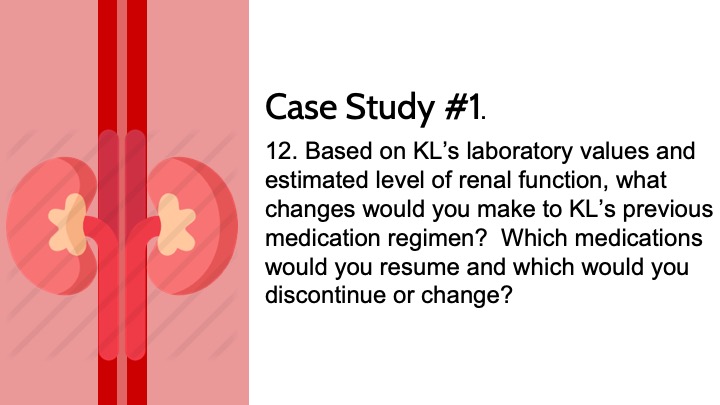 Case Study #1.
12. Based on KL’s laboratory values and
estimated level of renal function, what
changes would you make to KL’s previous
medication regimen?  Which medications
would you resume and which would you
discontinue or change?